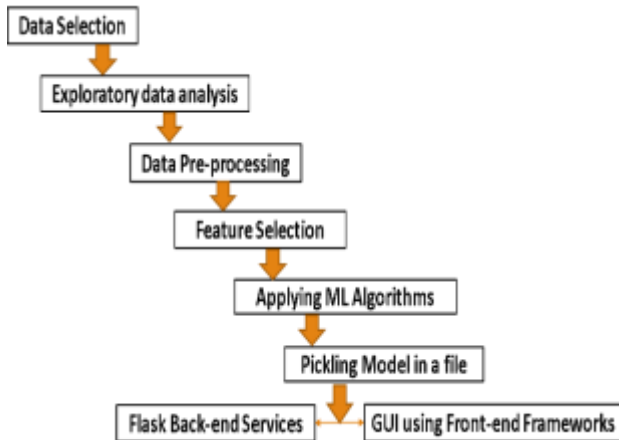 Data Selection
Exploratory data analysis
Data Pre-processing
Feature Selection
Applying ML Algorithms
Pickling Model in a file
Flask Back-end Services
GUI using Front-end Frameworks